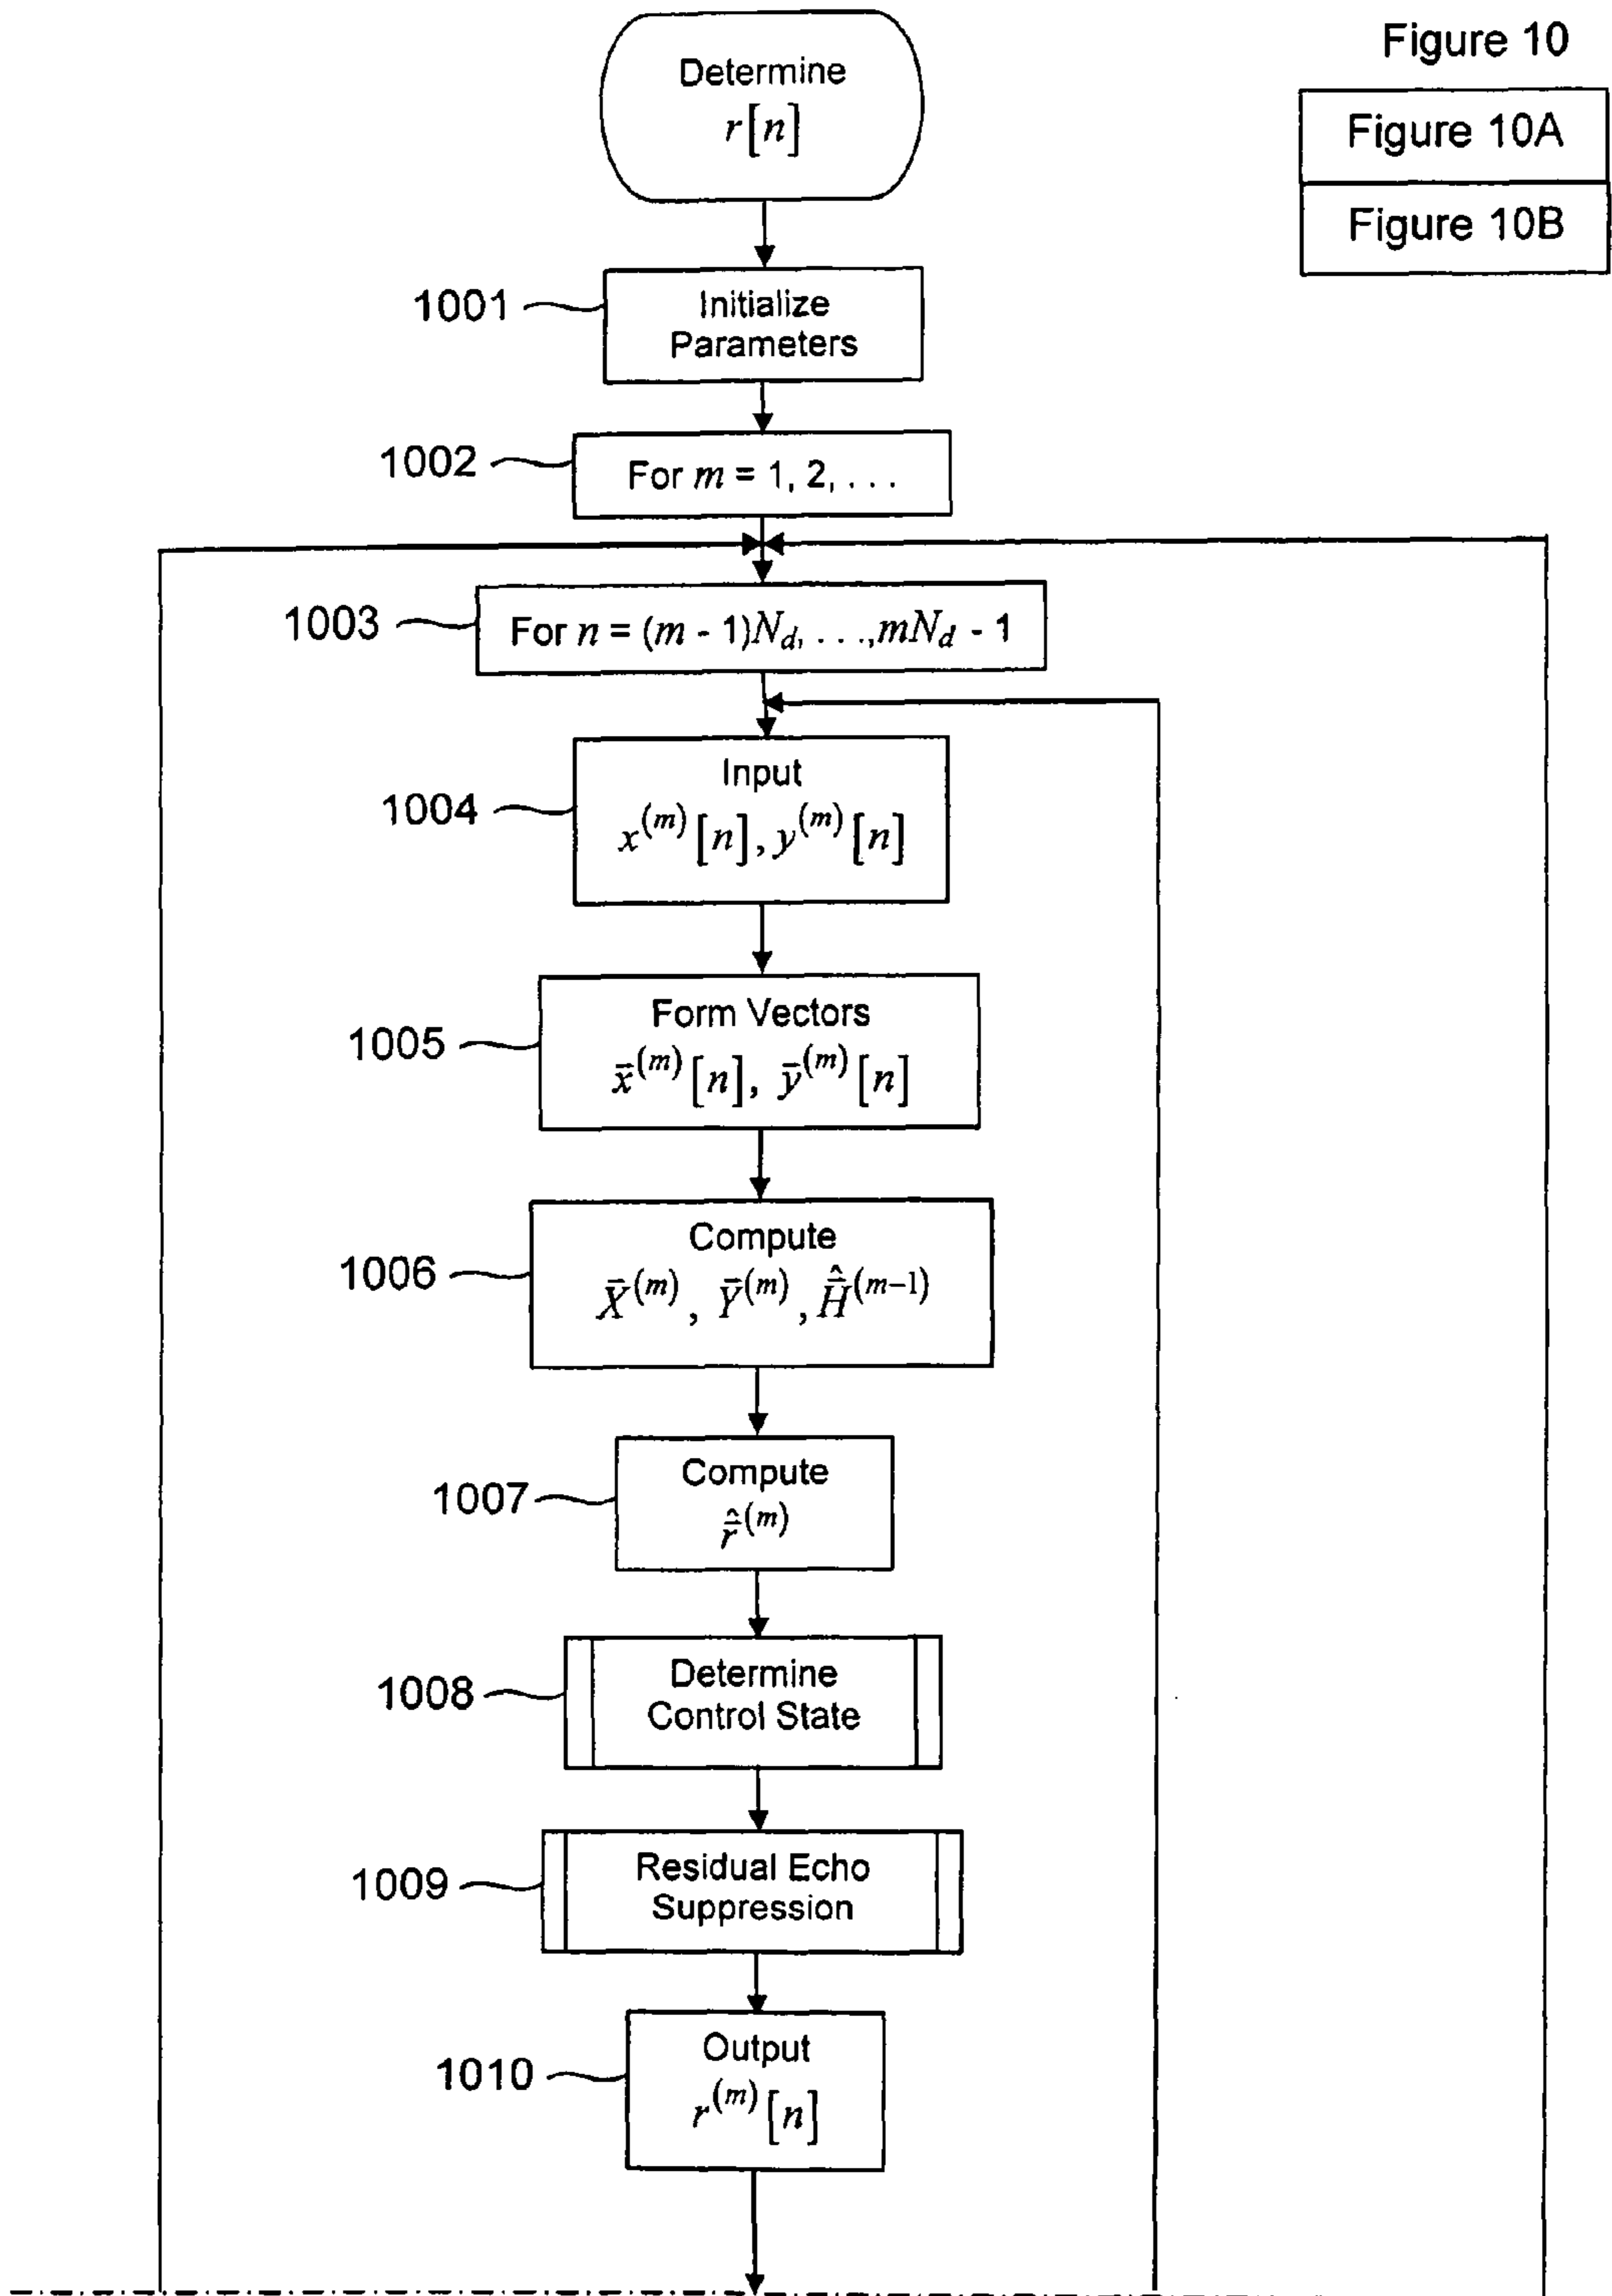 Figure 10
Figure 10A
Figure 10B
Determine
r[n]
1001
Initialize
Parameters
1002
For m = 1, 2, . . .
1003
For n = (m - 1)N_d, . . .,mN_d - 1
1004
Input
x^(m)[n], y^(m)[n]
1005
Form Vectors
x̄^(m)[n], ȳ^(m)[n]
1006
Compute
X̄^(m), Ȳ^(m), H̄̂^(m−1)
1007
Compute
r̄̂^(m)
1008
Determine
Control State
1009
Residual Echo
Suppression
1010
Output
r^(m)[n]